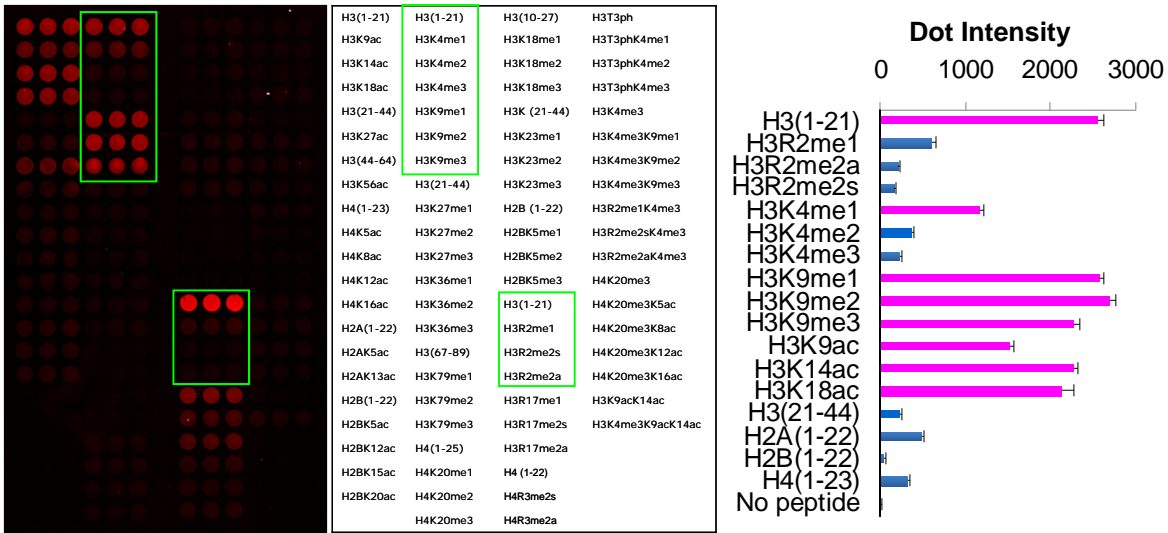 H3(1-21) H3(1-21) H3(10-27) H3T3ph
H3K9ac H3K4me1 H3K18me1 H3T3phK4me1
H3K14ac H3K4me2 H3K18me2 H3T3phK4me2
H3K18ac H3K4me3 H3K18me3 H3T3phK4me3
H3(21-44) H3K9me1 H3K (21-44) H3K4me3
H3K27ac H3K9me2 H3K23me1 H3K4me3K9me1
H3(44-64) H3K9me3 H3K23me2 H3K4me3K9me2
H3K56ac H3(21-44) H3K23me3 H3K4me3K9me3
H4(1-23) H3K27me1 H2B (1-22) H3R2me1K4me3
H4K5ac H3K27me2 H2BK5me1 H3R2me2sK4me3
H4K8ac H3K27me3 H2BK5me2 H3R2me2aK4me3
H4K12ac H3K36me1 H2BK5me3 H4K20me3
H4K16ac H3K36me2 H3(1-21) H4K20me3K5ac
H2A(1-22) H3K36me3 H3R2me1 H4K20me3K8ac
H2AK5ac H3(67-89) H3R2me2s H4K20me3K12ac
H2AK13ac H3K79me1 H3R2me2a H4K20me3K16ac
H2B(1-22) H3K79me2 H3R17me1 H3K9acK14ac
H2BK5ac H3K79me3 H3R17me2s H3K4me3K9acK14ac
H2BK12ac H4(1-25) H3R17me2a
H2BK15ac H4K20me1 H4 (1-22)
H2BK20ac H4K20me2 H4R3me2s
H4K20me3 H4R3me2a
Dot Intensity
0 1000 2000 3000
H3(1-21)
H3R2me1
H3R2me2a
H3R2me2s
H3K4me1
H3K4me2
H3K4me3
H3K9me1
H3K9me2
H3K9me3
H3K9ac
H3K14ac
H3K18ac
H3(21-44)
H2A(1-22)
H2B(1-22)
H4(1-23)
No peptide